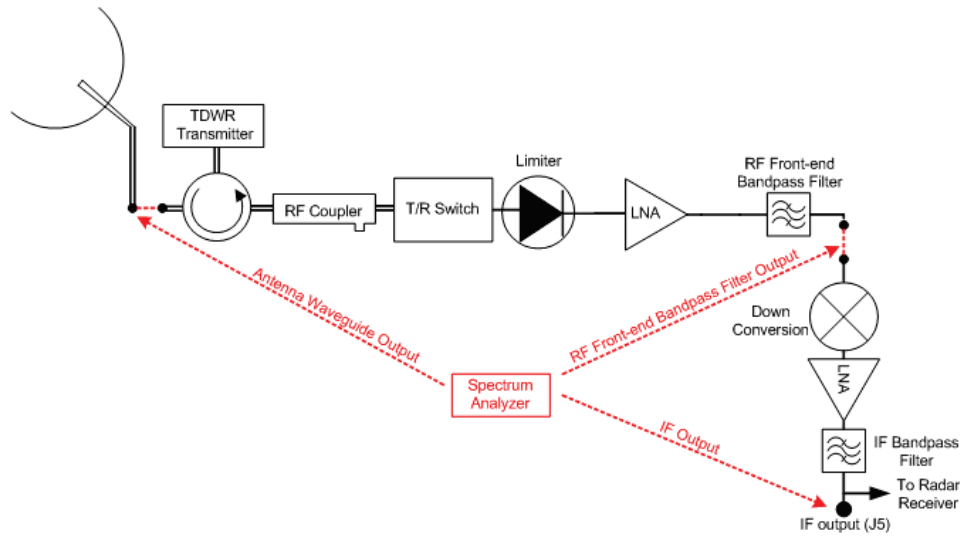 TDWR
Transmitter
RF Coupler
T/R Switch
Limiter
LNA
RF Front-end
Bandpass Filter
Antenna Waveguide Output
RF Front-end Bandpass Filter Output
Down
Conversion
LNA
Spectrum
Analyzer
IF Output
IF Bandpass
Filter
To Radar
Receiver
IF output (J5)